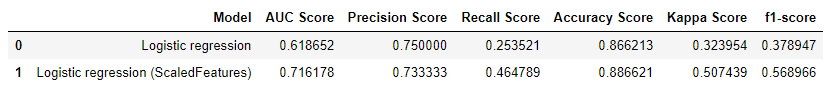 Model AUC Score Precision Score Recall Score Accuracy Score Kappa Score f1-score
0 Logistic regression 0.618652 0.750000 0.253521 0.866213 0.323954 0.378947
1 Logistic regression (ScaledFeatures) 0.716178 0.733333 0.464789 0.886621 0.507439 0.568966